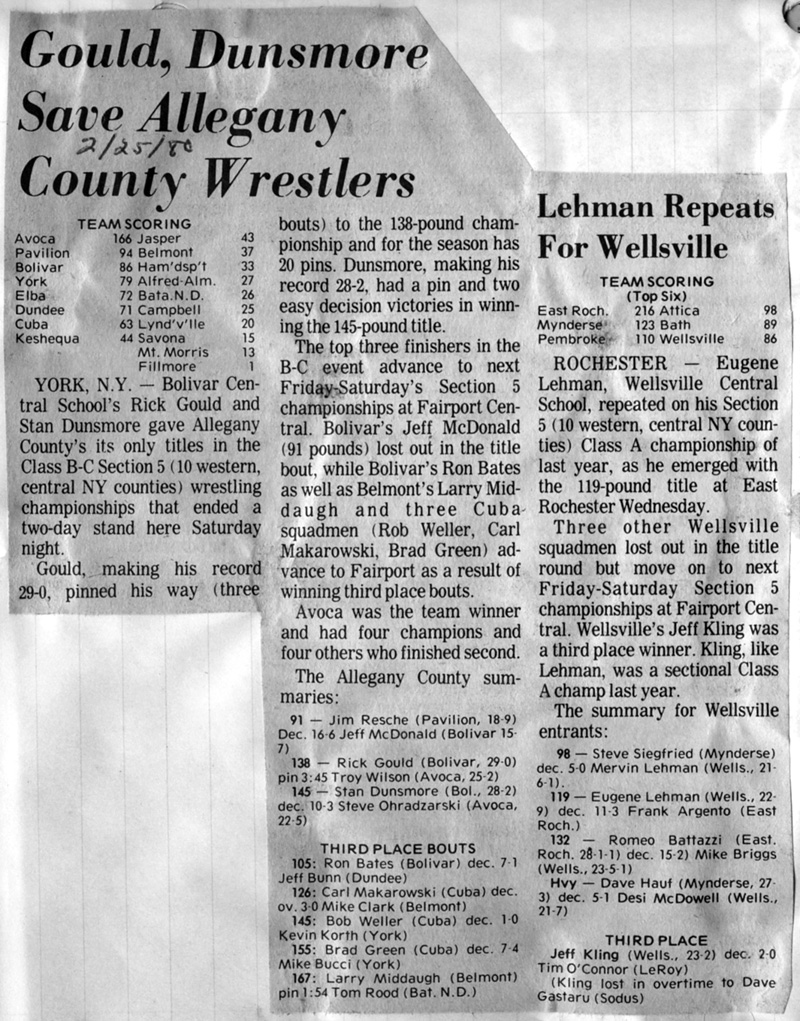 Gould, Dunsmore
Save Allegany
2/25/80
County Wrestlers
TEAM SCORING
Avoca 166 Jasper 43
Pavilion 94 Belmont 37
Bolivar 86 Ham'dsp't 33
York 79 Alfred-Alm. 27
Elba 72 Bata.N.D. 26
Dundee 71 Campbell 25
Cuba 63 Lynd'v'lle 20
Keshequa 44 Savona 15
Mt. Morris 13
Fillmore 1
YORK, N.Y. — Bolivar Cen-
tral School's Rick Gould and
Stan Dunsmore gave Allegany
County's its only titles in the
Class B-C Section 5 (10 western,
central NY counties) wrestling
championships that ended a
two-day stand here Saturday
night.
Gould, making his record
29-0, pinned his way (three
bouts) to the 138-pound cham-
pionship and for the season has
20 pins. Dunsmore, making his
record 28-2, had a pin and two
easy decision victories in winn-
ing the 145-pound title.
The top three finishers in the
B-C event advance to next
Friday-Saturday's Section 5
championships at Fairport Cen-
tral. Bolivar's Jeff McDonald
(91 pounds) lost out in the title
bout, while Bolivar's Ron Bates
as well as Belmont's Larry Mid-
daugh and three Cuba
squadmen (Rob Weller, Carl
Makarowski, Brad Green) ad-
vance to Fairport as a result of
winning third place bouts.
Avoca was the team winner
and had four champions and
four others who finished second.
The Allegany County sum-
maries:
91 — Jim Resche (Pavilion, 18-9)
Dec. 16-6 Jeff McDonald (Bolivar 15-
7)
138 — Rick Gould (Bolivar, 29-0)
pin 3:45 Troy Wilson (Avoca, 25-2)
145 — Stan Dunsmore (Bol., 28-2)
dec. 10-3 Steve Ohradzarski (Avoca,
22-5)
THIRD PLACE BOUTS
105: Ron Bates (Bolivar) dec. 7-1
Jeff Bunn (Dundee)
126: Carl Makarowski (Cuba) dec.
ov. 3-0 Mike Clark (Belmont)
145: Bob Weller (Cuba) dec. 1-0
Kevin Korth (York)
155: Brad Green (Cuba) dec. 7-4
Mike Bucci (York)
167: Larry Middaugh (Belmont)
pin 1:54 Tom Rood (Bat. N.D.)
Lehman Repeats
For Wellsville
TEAM SCORING
(Top Six)
East Roch. 216 Attica 98
Mynderse 123 Bath 89
Pembroke 110 Wellsville 86
ROCHESTER — Eugene
Lehman, Wellsville Central
School, repeated on his Section
5 (10 western, central NY coun-
ties) Class A championship of
last year, as he emerged with
the 119-pound title at East
Rochester Wednesday.
Three other Wellsville
squadmen lost out in the title
round but move on to next
Friday-Saturday Section 5
championships at Fairport Cen-
tral. Wellsville's Jeff Kling was
a third place winner. Kling, like
Lehman, was a sectional Class
A champ last year.
The summary for Wellsville
entrants:
98 — Steve Siegfried (Mynderse)
dec. 5-0 Mervin Lehman (Wells., 21-
6-1).
119 — Eugene Lehman (Wells., 22-
9) dec. 11-3 Frank Argento (East
Roch.)
132 — Romeo Battazzi (East.
Roch. 28-1-1) dec. 15-2) Mike Briggs
(Wells., 23-5-1)
Hvy — Dave Hauf (Mynderse, 27-
3) dec. 5-1 Desi McDowell (Wells.,
21-7)
THIRD PLACE
Jeff Kling (Wells., 23-2) dec. 2-0
Tim O'Connor (LeRoy)
(Kling lost in overtime to Dave
Gastaru (Sodus)